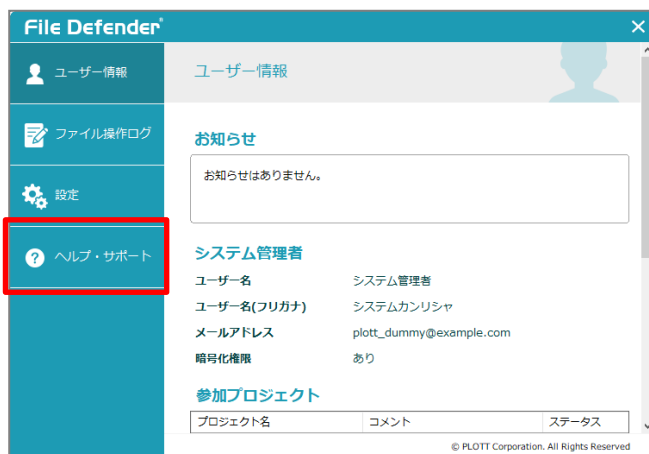 File Defender®
ユーザー情報
ファイル操作ログ
設定
ヘルプ・サポート
ユーザー情報
お知らせ
お知らせはありません。
システム管理者
ユーザー名 システム管理者
ユーザー名(フリガナ) システムカンリシャ
メールアドレス plott_dummy@example.com
暗号化権限 あり
参加プロジェクト
プロジェクト名 コメント ステータス
© PLOTT Corporation. All Rights Reserved